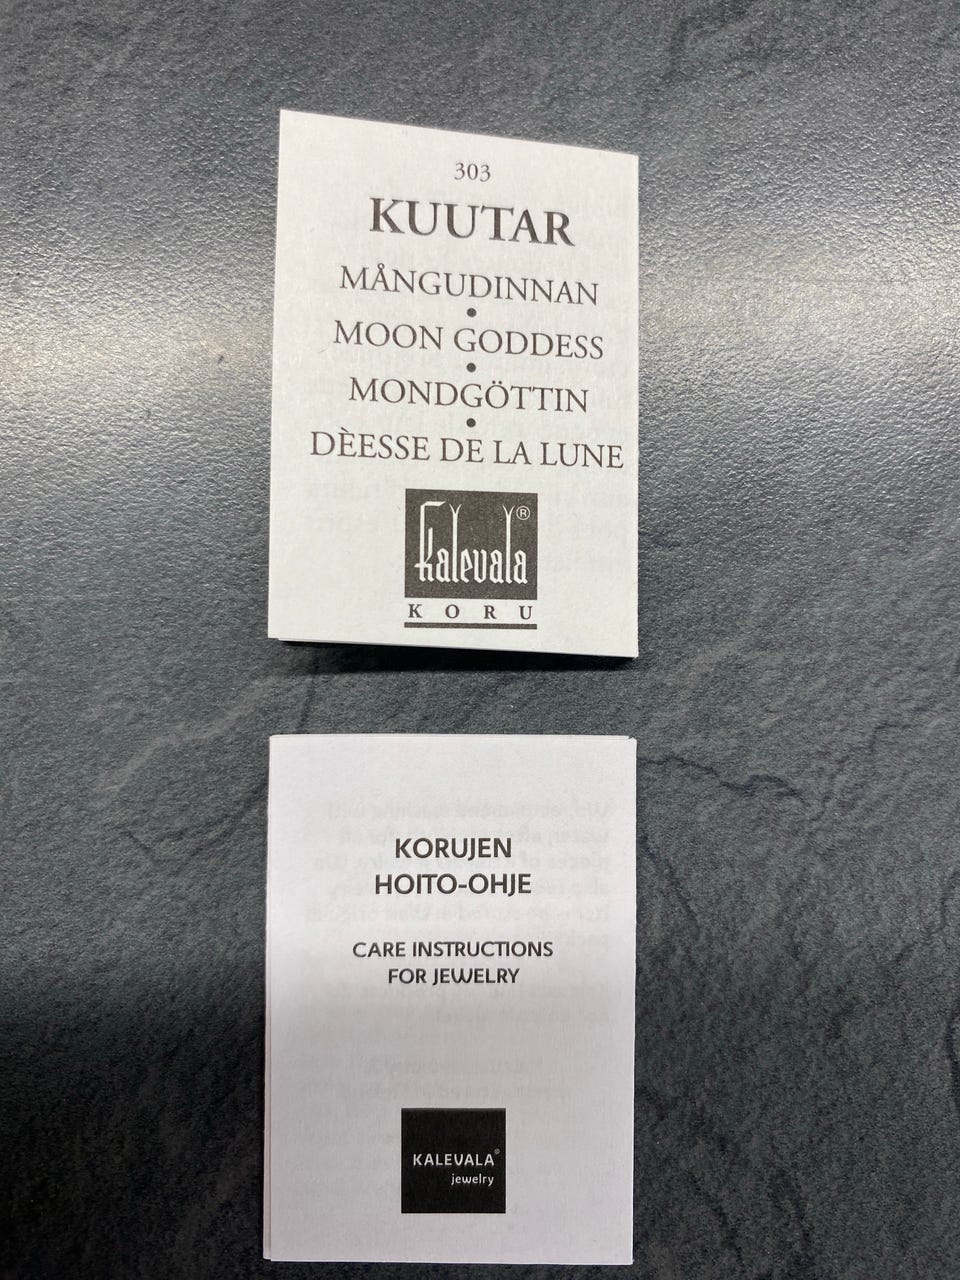 303
KUUTAR
MÅNGUDINNAN
•
MOON GODDESS
•
MONDGÖTTIN
•
DÈESSE DE LA LUNE
Kalevala®
KORU
KORUJEN
HOITO-OHJE
CARE INSTRUCTIONS
FOR JEWELRY
KALEVALA®
jewelry